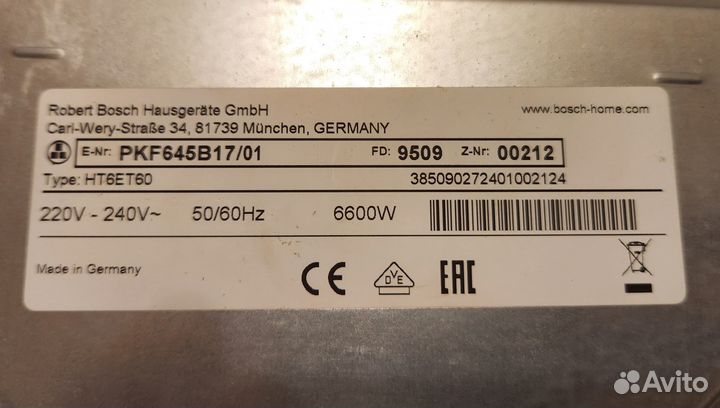 Robert Bosch Hausgeräte GmbH www.bosch-home.com
Carl-Wery-Straße 34, 81739 München, GERMANY
E-Nr: PKF645B17/01 FD: 9509 Z-Nr: 00212
Type: HT6ET60 385090272401002124
220V - 240V~ 50/60Hz 6600W
Made in Germany CE DVE EAC
Avito